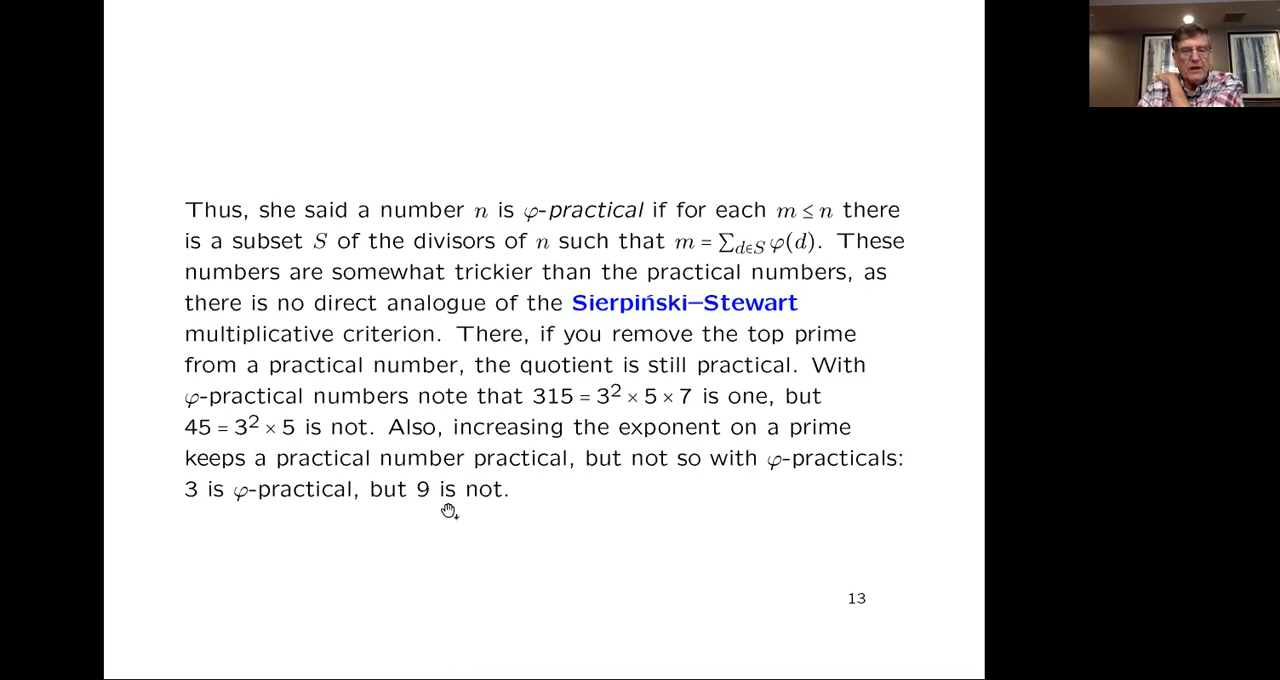 Thus, she said a number n is φ-practical if for each m ≤ n there
is a subset S of the divisors of n such that m = ∑_{d∈S} φ(d). These
numbers are somewhat trickier than the practical numbers, as
there is no direct analogue of the Sierpiński–Stewart
multiplicative criterion. There, if you remove the top prime
from a practical number, the quotient is still practical. With
φ-practical numbers note that 315 = 3² × 5 × 7 is one, but
45 = 3² × 5 is not. Also, increasing the exponent on a prime
keeps a practical number practical, but not so with φ-practicals:
3 is φ-practical, but 9 is not.
13